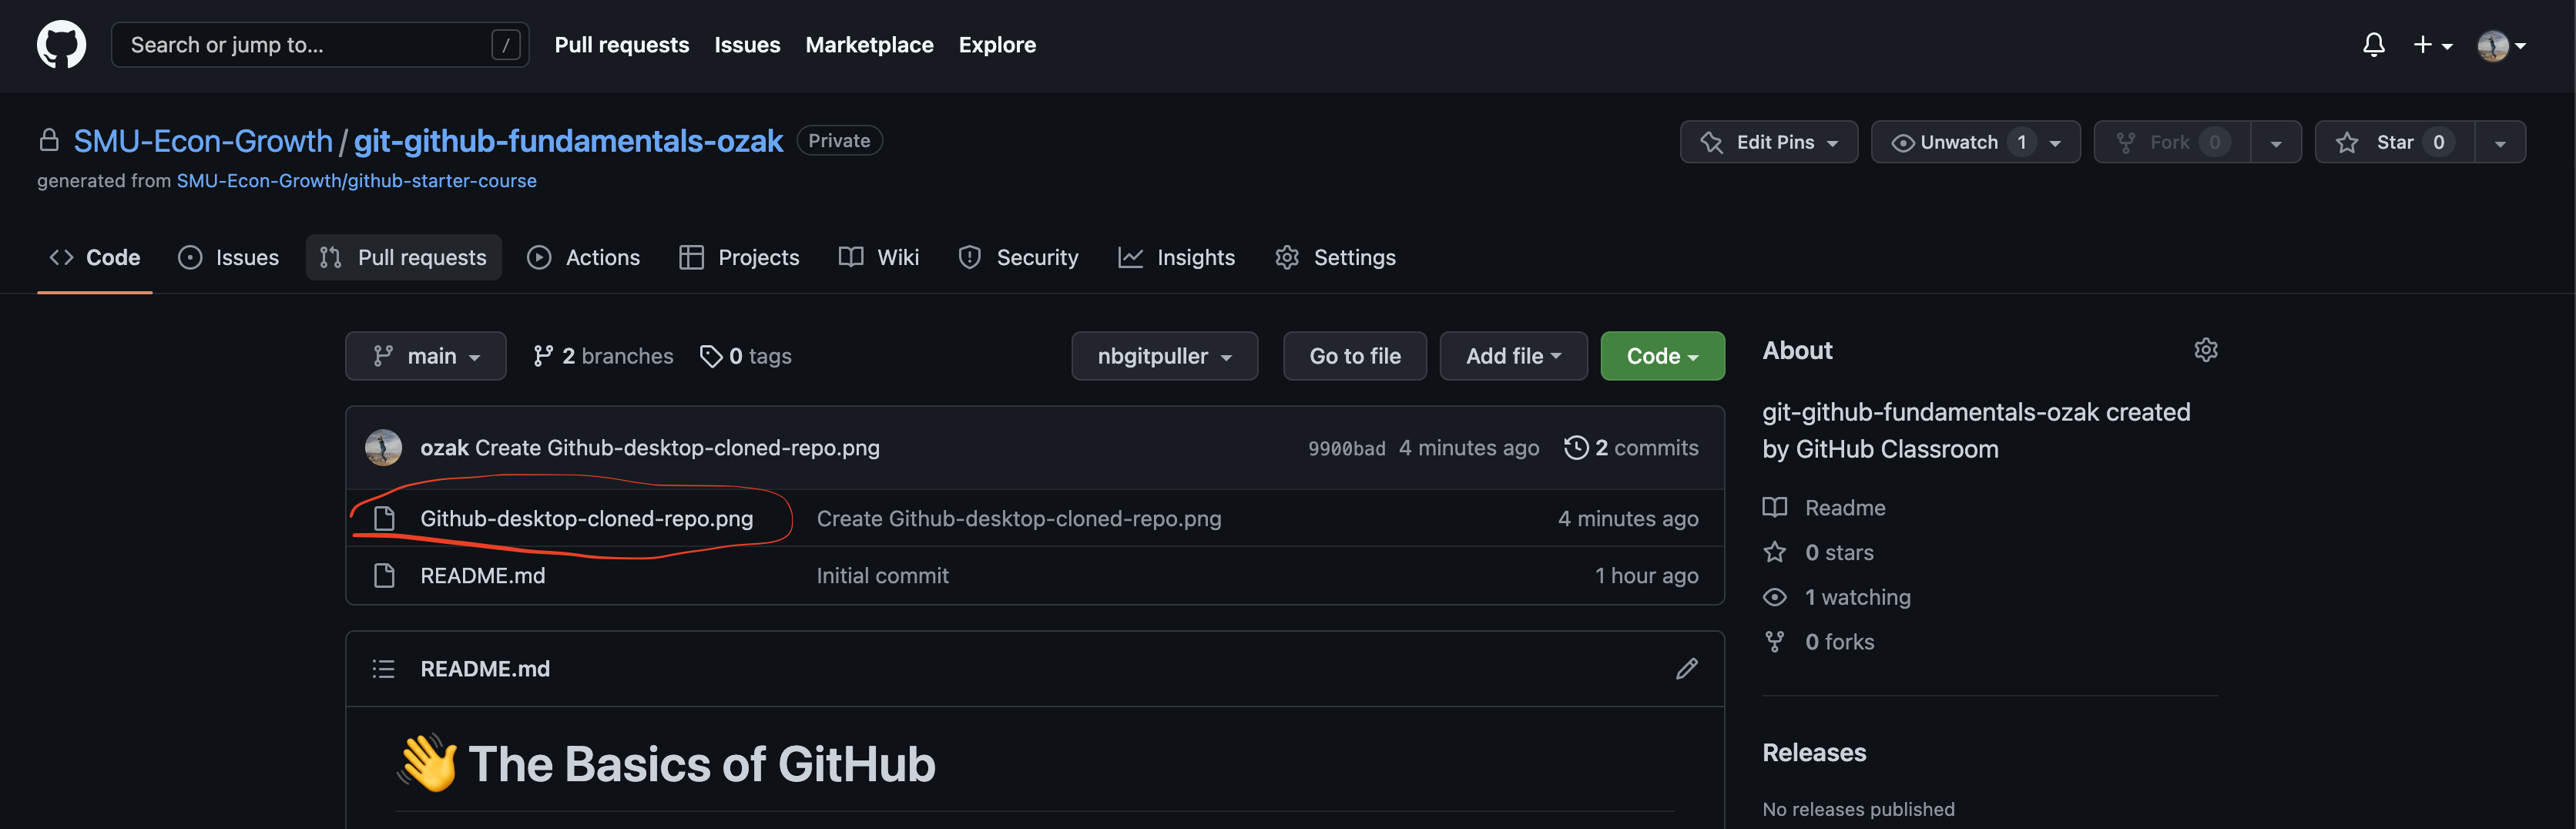 Search or jump to... / Pull requests Issues Marketplace Explore
SMU-Econ-Growth / git-github-fundamentals-ozak Private Edit Pins Unwatch 1 Fork 0 Star 0
generated from SMU-Econ-Growth/github-starter-course
Code Issues Pull requests Actions Projects Wiki Security Insights Settings
main 2 branches 0 tags nbgitpuller Go to file Add file Code
ozak Create Github-desktop-cloned-repo.png 9900bad 4 minutes ago 2 commits
Github-desktop-cloned-repo.png Create Github-desktop-cloned-repo.png 4 minutes ago
README.md Initial commit 1 hour ago
README.md
👋 The Basics of GitHub
About
git-github-fundamentals-ozak created
by GitHub Classroom
Readme
0 stars
1 watching
0 forks
Releases
No releases published